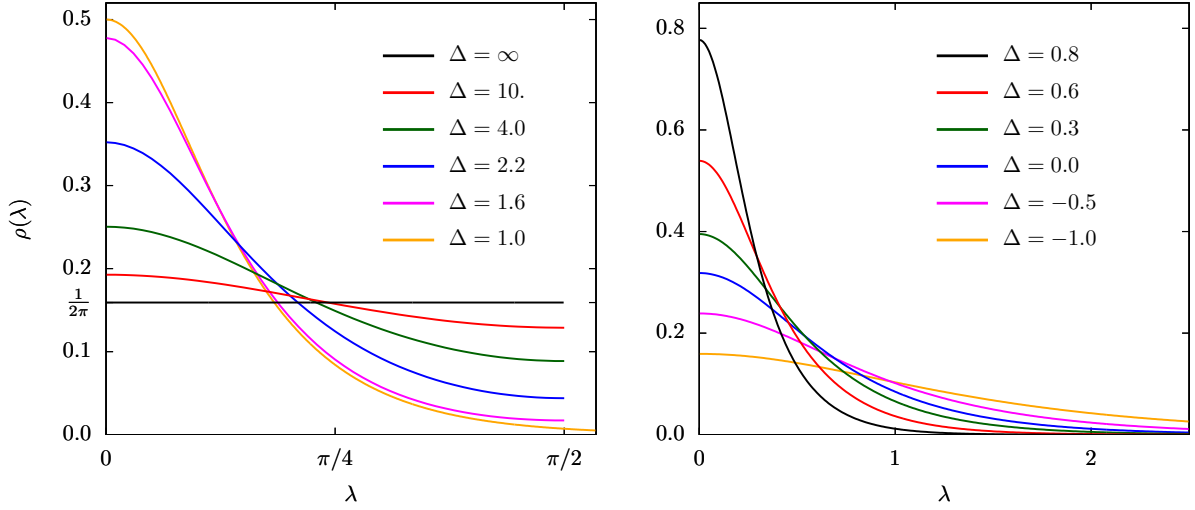 0.5
0.4
0.3
0.2
1/2π
0.1
0.0
ρ(λ)
0
π/4
π/2
λ
Δ = ∞
Δ = 10.
Δ = 4.0
Δ = 2.2
Δ = 1.6
Δ = 1.0
0.8
0.6
0.4
0.2
0.0
0
1
2
λ
Δ = 0.8
Δ = 0.6
Δ = 0.3
Δ = 0.0
Δ = −0.5
Δ = −1.0